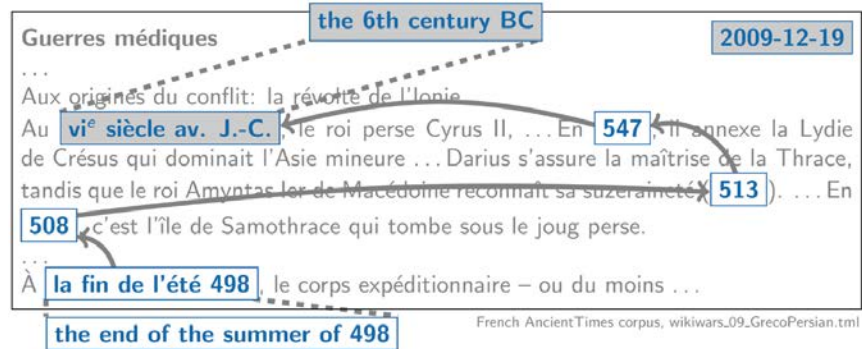 the 6th century BC
Guerres médiques
2009-12-19
...
Aux origines du conflit: la révolte de l'Ionie
Au viᵉ siècle av. J.-C., le roi perse Cyrus II, ... En 547, il annexe la Lydie
de Crésus qui dominait l'Asie mineure ... Darius s'assure la maîtrise de la Thrace,
tandis que le roi Amyntas Ier de Macédoine reconnaît sa suzeraineté (513). ... En
508, c'est l'île de Samothrace qui tombe sous le joug perse.
...
À la fin de l'été 498, le corps expéditionnaire – ou du moins ...
French AncientTimes corpus, wikiwars_09_GrecoPersian.tml
the end of the summer of 498